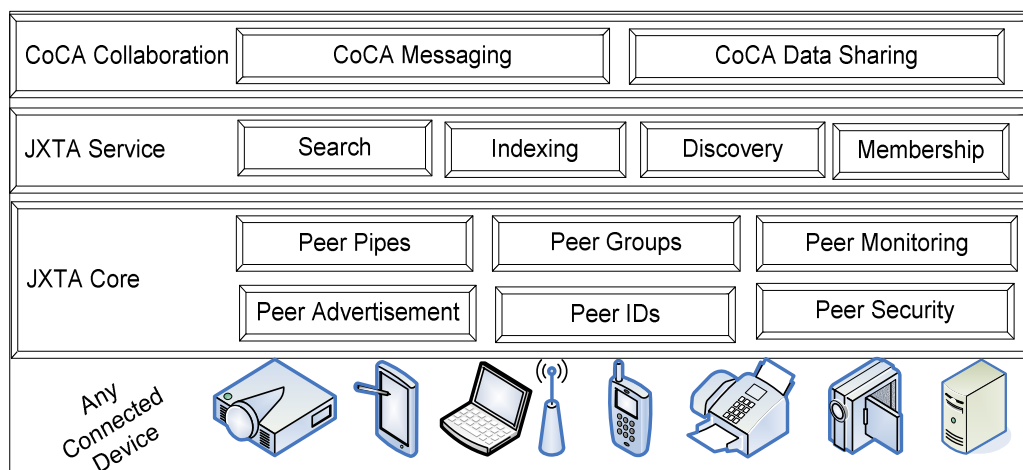 CoCA Collaboration
CoCA Messaging
CoCA Data Sharing
JXTA Service
Search
Indexing
Discovery
Membership
JXTA Core
Peer Pipes
Peer Groups
Peer Monitoring
Peer Advertisement
Peer IDs
Peer Security
Any
Connected
Device